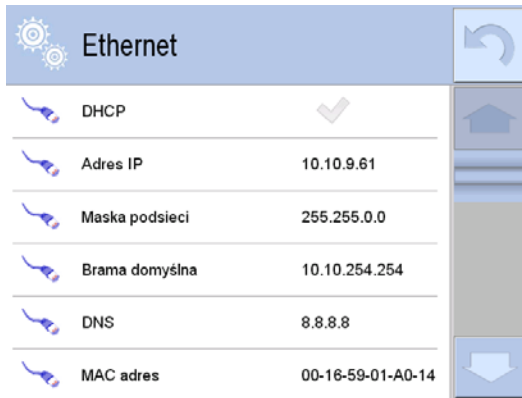 Ethernet
DHCP
Adres IP 10.10.9.61
Maska podsieci 255.255.0.0
Brama domyślna 10.10.254.254
DNS 8.8.8.8
MAC adres 00-16-59-01-A0-14